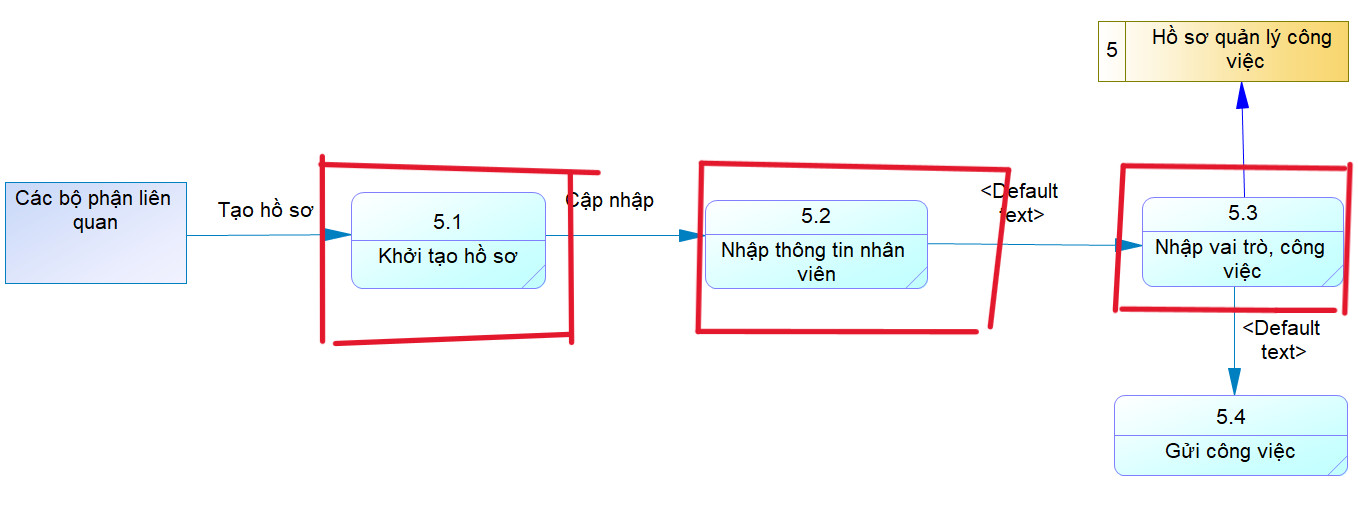 5
Hồ sơ quản lý công
việc
Các bộ phận liên
quan
Tạo hồ sơ
5.1
Khởi tạo hồ sơ
Cập nhập
5.2
Nhập thông tin nhân
viên
<Default
text>
5.3
Nhập vai trò, công
việc
<Default
text>
5.4
Gửi công việc